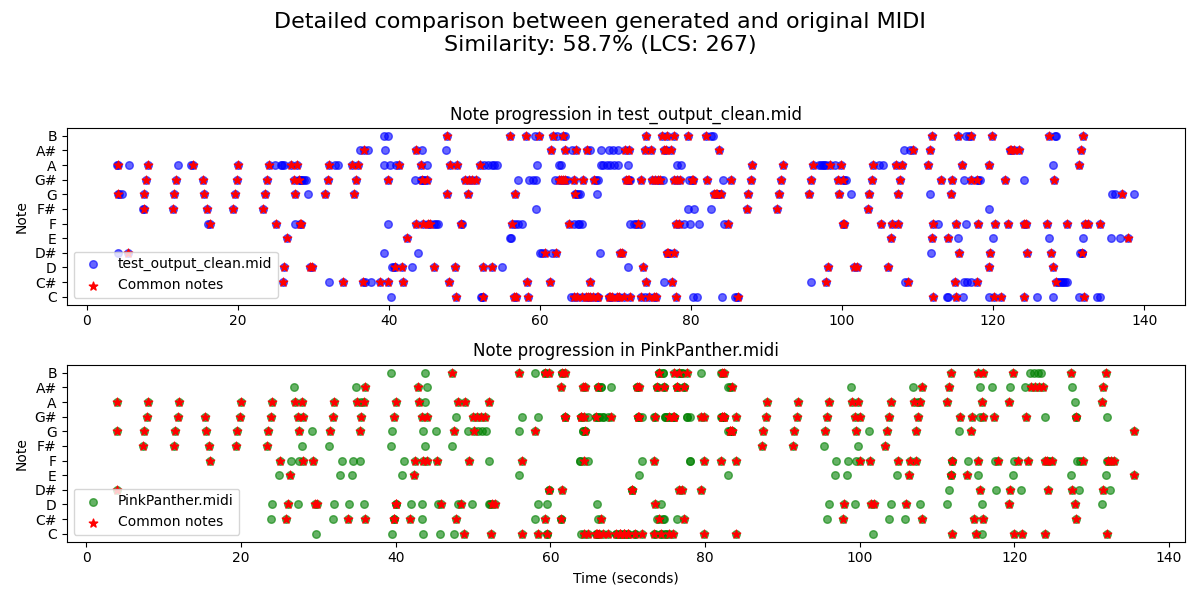 Detailed comparison between generated and original MIDI
Similarity: 58.7% (LCS: 267)
Note progression in test_output_clean.mid
Note
B
A#
A
G#
G
F#
F
E
D#
D
C#
C
test_output_clean.mid
Common notes
0 20 40 60 80 100 120 140
Note progression in PinkPanther.midi
Note
B
A#
A
G#
G
F#
F
E
D#
D
C#
C
PinkPanther.midi
Common notes
0 20 40 60 80 100 120 140
Time (seconds)